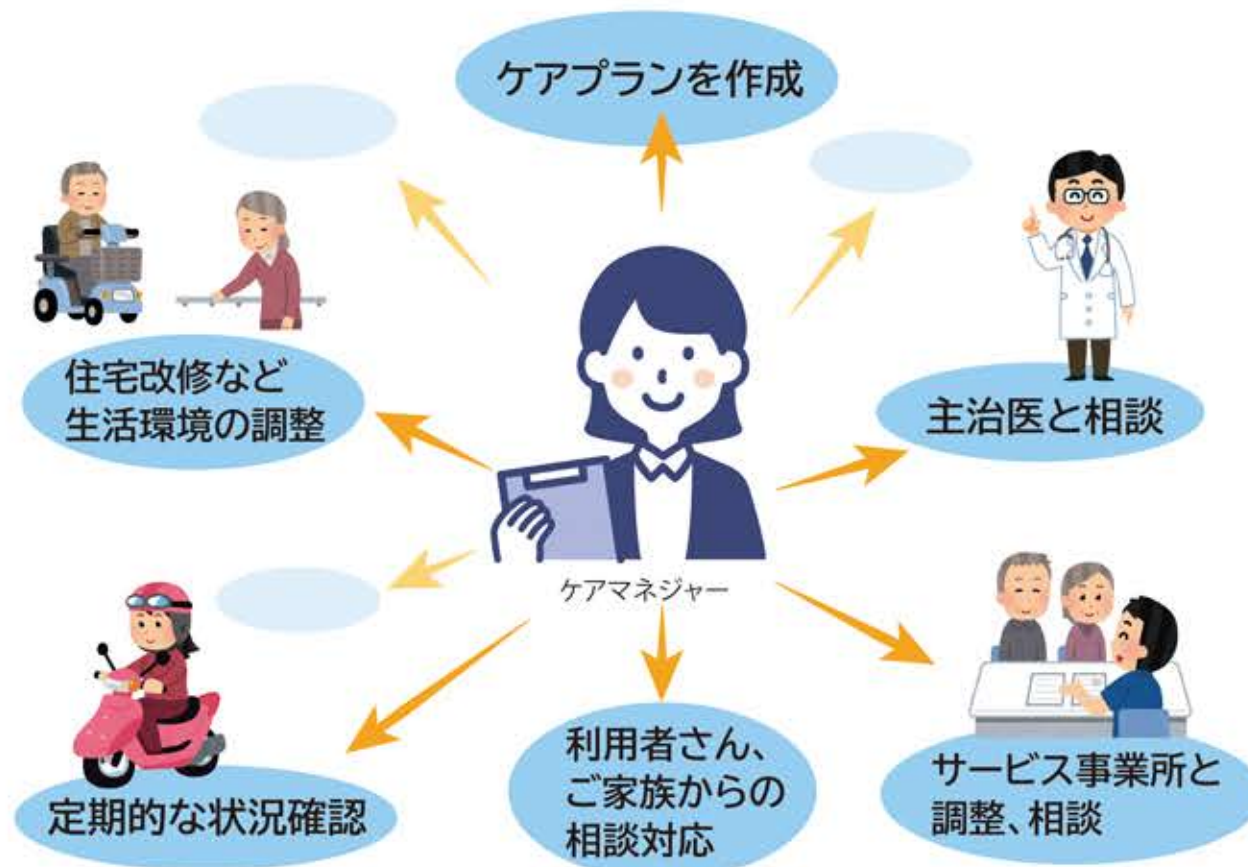 ケアプランを作成
住宅改修など
生活環境の調整
主治医と相談
ケアマネジャー
定期的な状況確認
利用者さん、
ご家族からの
相談対応
サービス事業所と
調整、相談